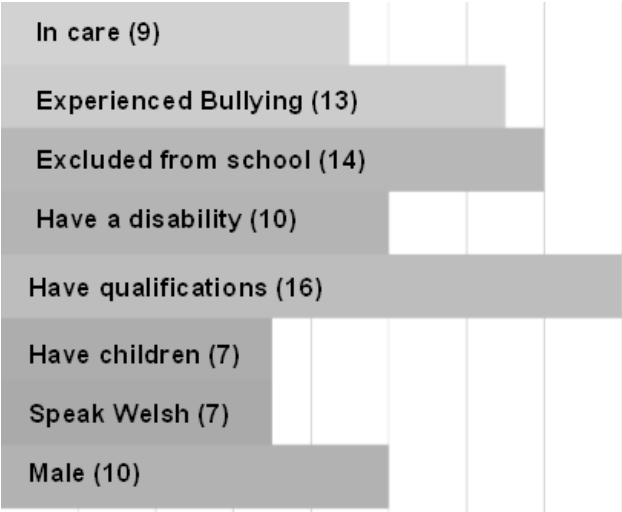 In care (9)
Experienced Bullying (13)
Excluded from school (14)
Have a disability (10)
Have qualifications (16)
Have children (7)
Speak Welsh (7)
Male (10)